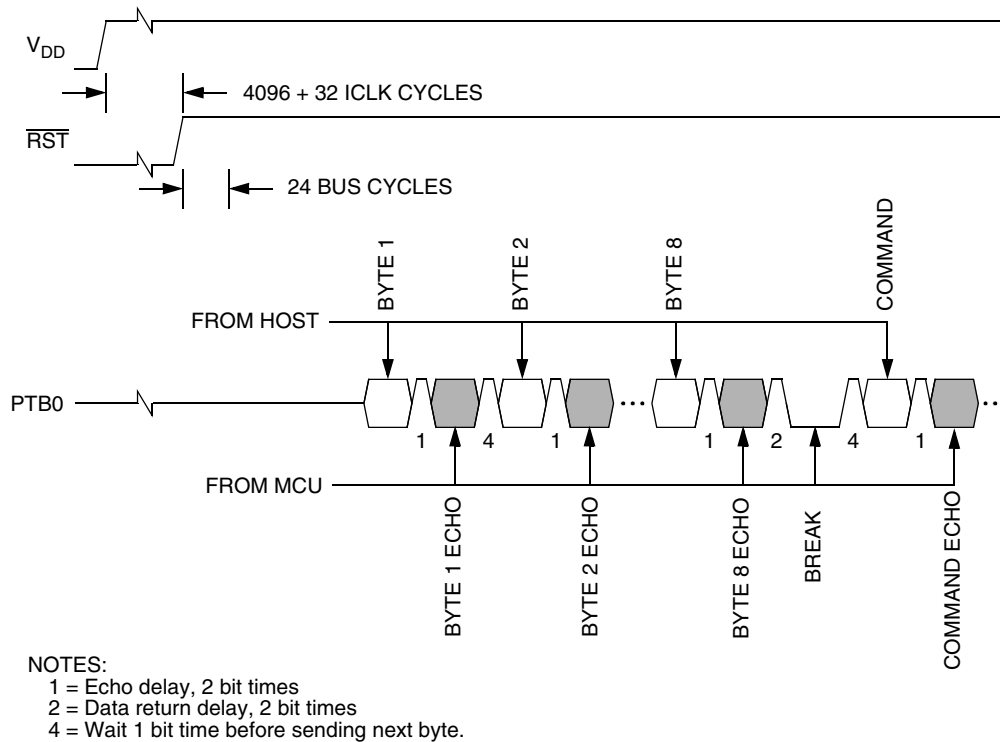 VDD
4096 + 32 ICLK CYCLES
RST
24 BUS CYCLES
BYTE 1
BYTE 2
BYTE 8
COMMAND
FROM HOST
PTB0
...
...
1
4
1
1
2
4
1
FROM MCU
BYTE 1 ECHO
BYTE 2 ECHO
BYTE 8 ECHO
BREAK
COMMAND ECHO
NOTES:
1 = Echo delay, 2 bit times
2 = Data return delay, 2 bit times
4 = Wait 1 bit time before sending next byte.